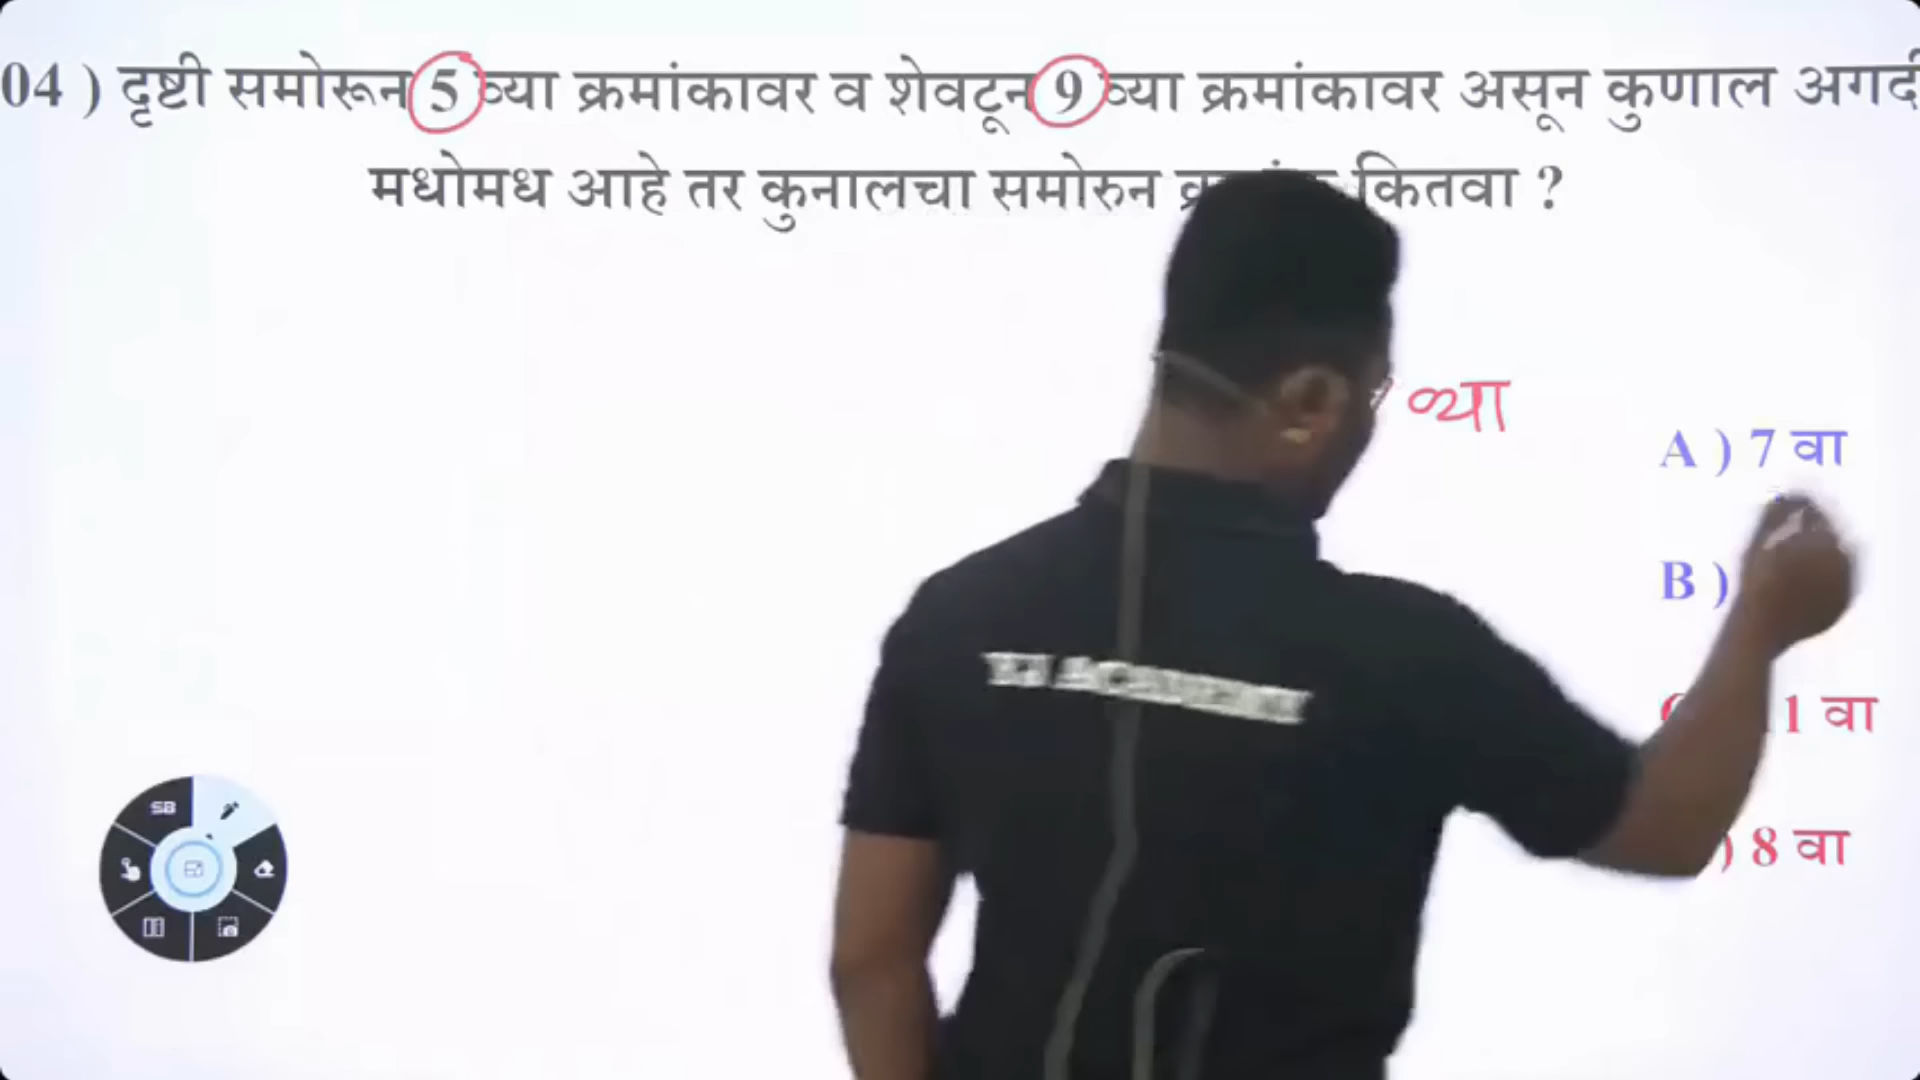 04 ) दृष्टी समोरून 5 व्या क्रमांकावर व शेवटून 9 व्या क्रमांकावर असून कुणाल अगदी
मधोमध आहे तर कुनालचा समोरुन कितवा ?
व्या
A ) 7 वा
B )
1 वा
) 8 वा
SB